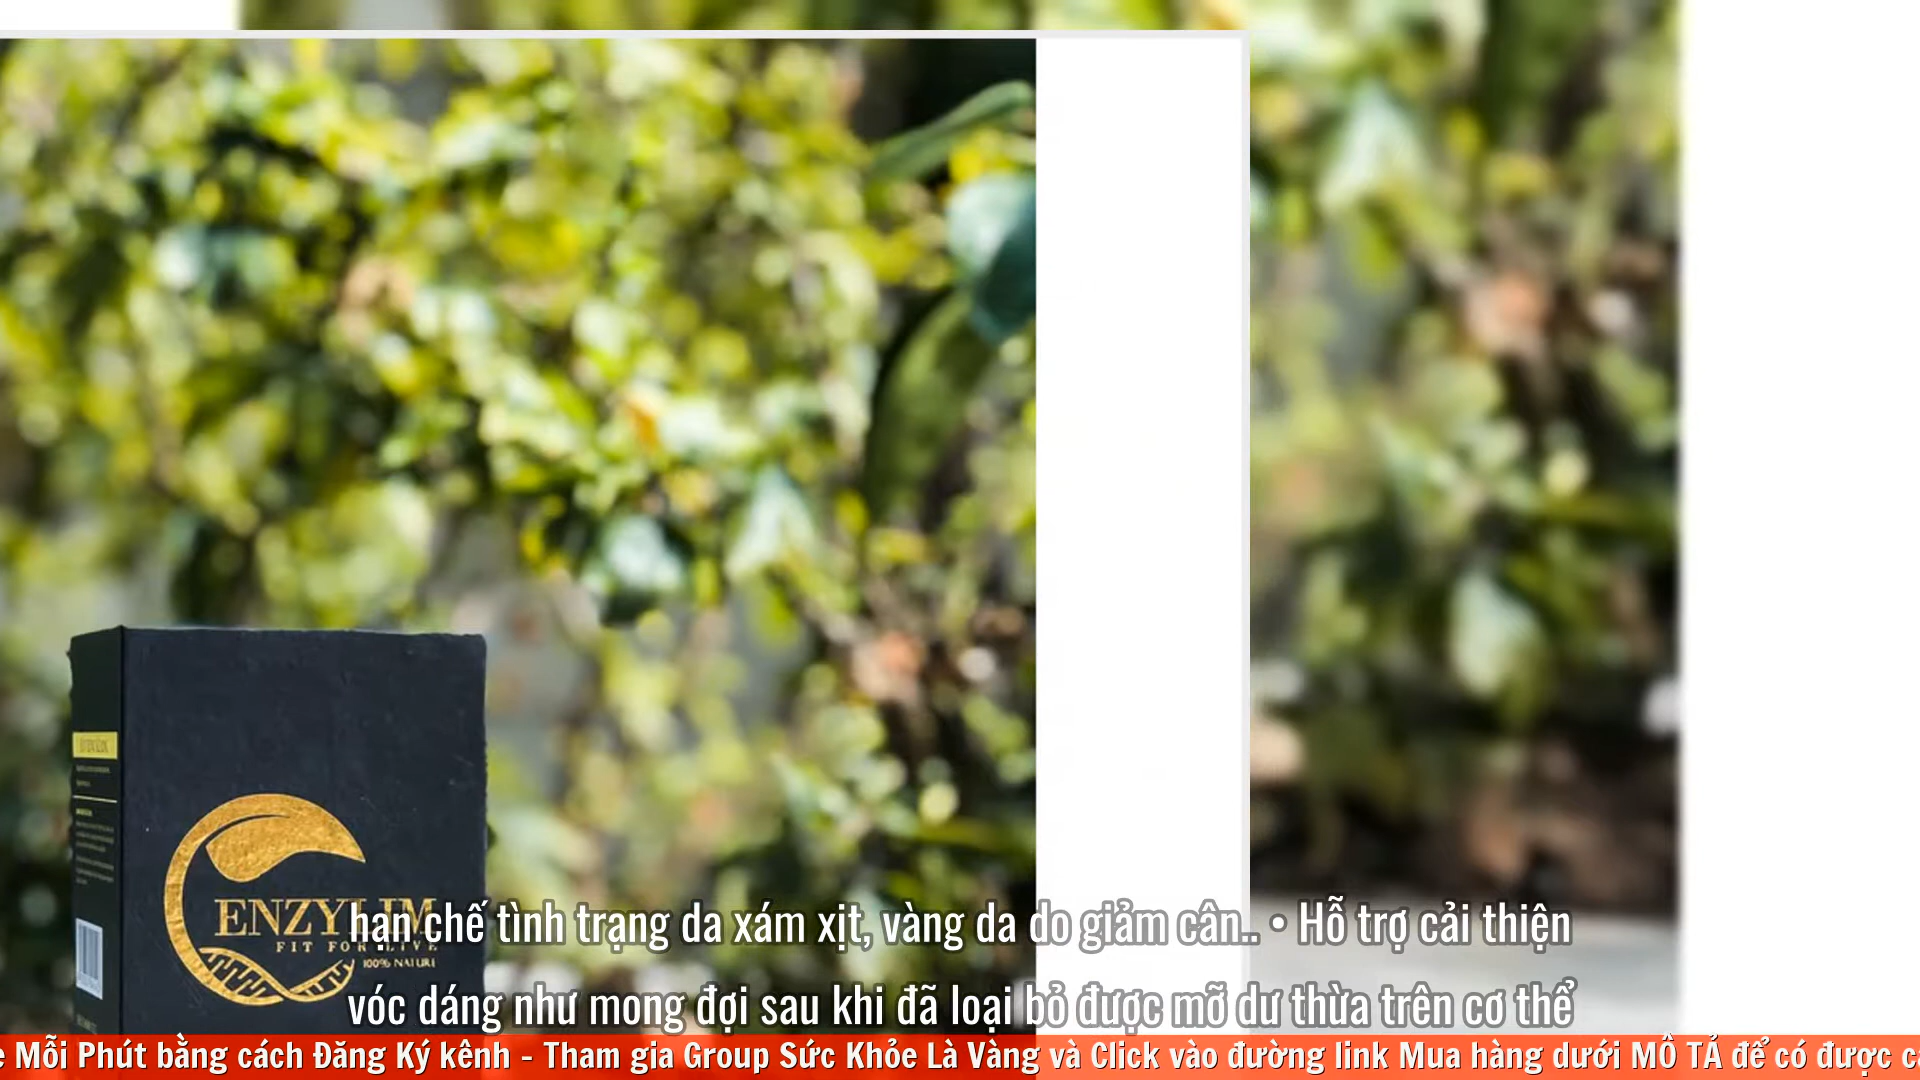 ENZYLIM
FIT FOR LIVE
100% NATURE
hạn chế tình trạng da xám xịt, vàng da do giảm cân.. • Hỗ trợ cải thiện
vóc dáng như mong đợi sau khi đã loại bỏ được mỡ dư thừa trên cơ thể
Mỗi Phút bằng cách Đăng Ký kênh - Tham gia Group Sức Khỏe Là Vàng và Click vào đường link Mua hàng dưới MÔ TẢ để có được